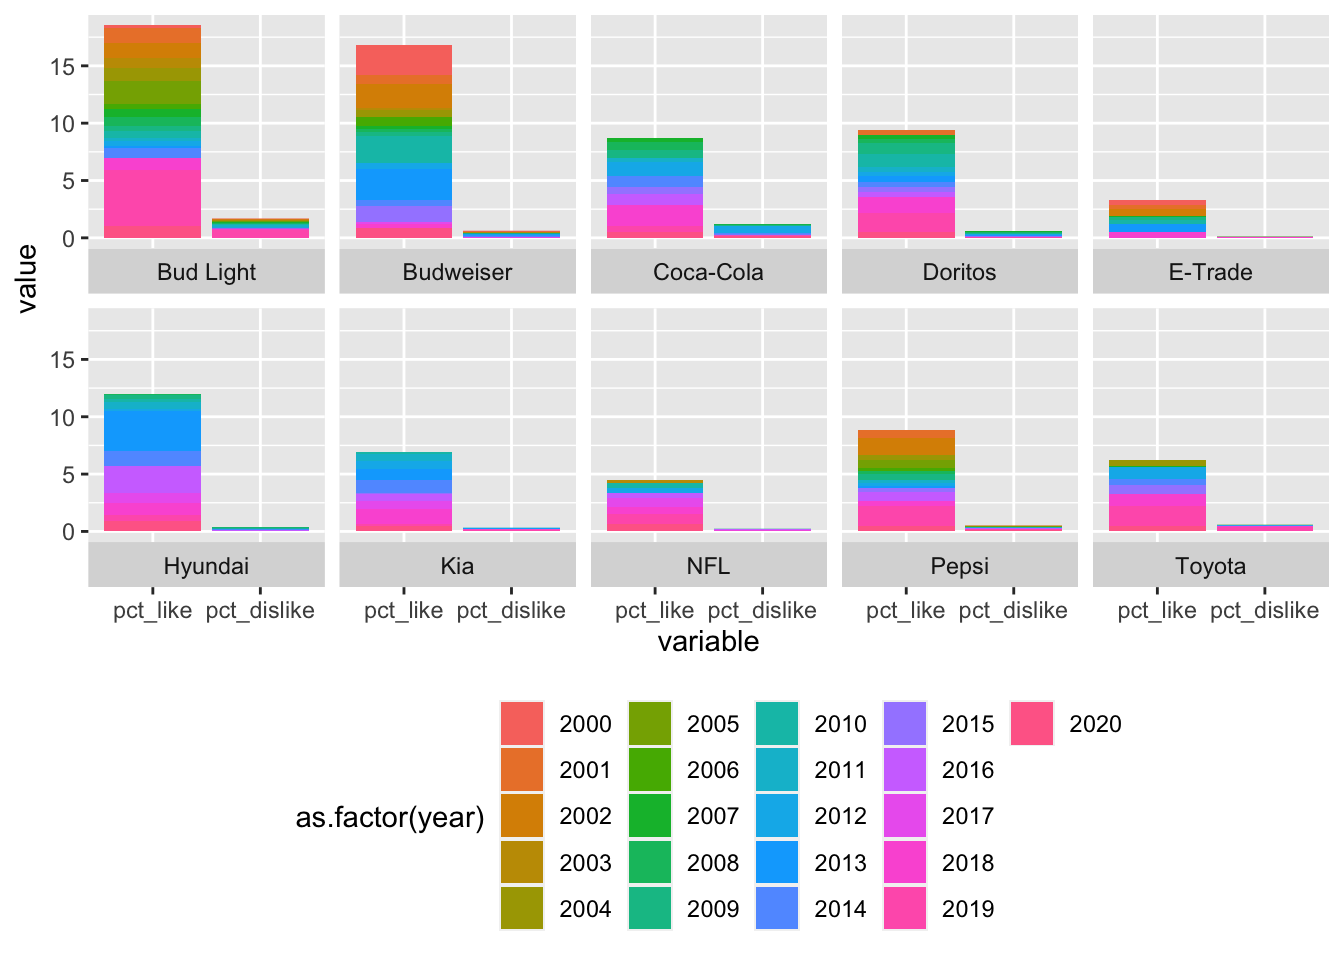 value
15
10
5
0
Bud Light
Budweiser
Coca-Cola
Doritos
E-Trade
15
10
5
0
Hyundai
Kia
NFL
Pepsi
Toyota
pct_like pct_dislike
pct_like pct_dislike
pct_like pct_dislike
pct_like pct_dislike
pct_like pct_dislike
variable
as.factor(year)
2000 2005 2010 2015 2020
2001 2006 2011 2016
2002 2007 2012 2017
2003 2008 2013 2018
2004 2009 2014 2019